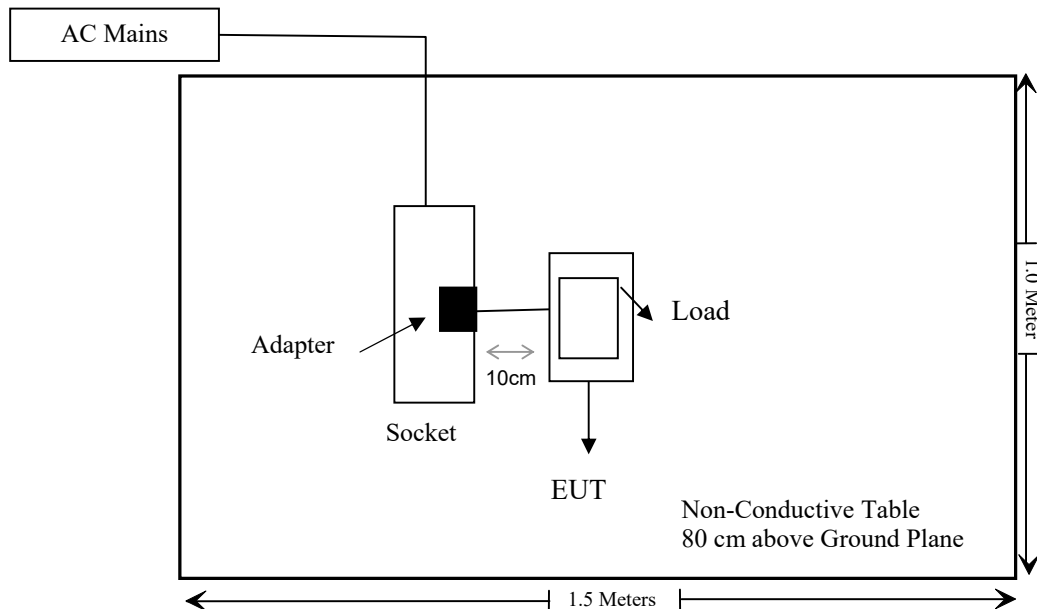 AC Mains
Load
Adapter
10cm
Socket
EUT
Non-Conductive Table
80 cm above Ground Plane
1.0 Meter
1.5 Meters